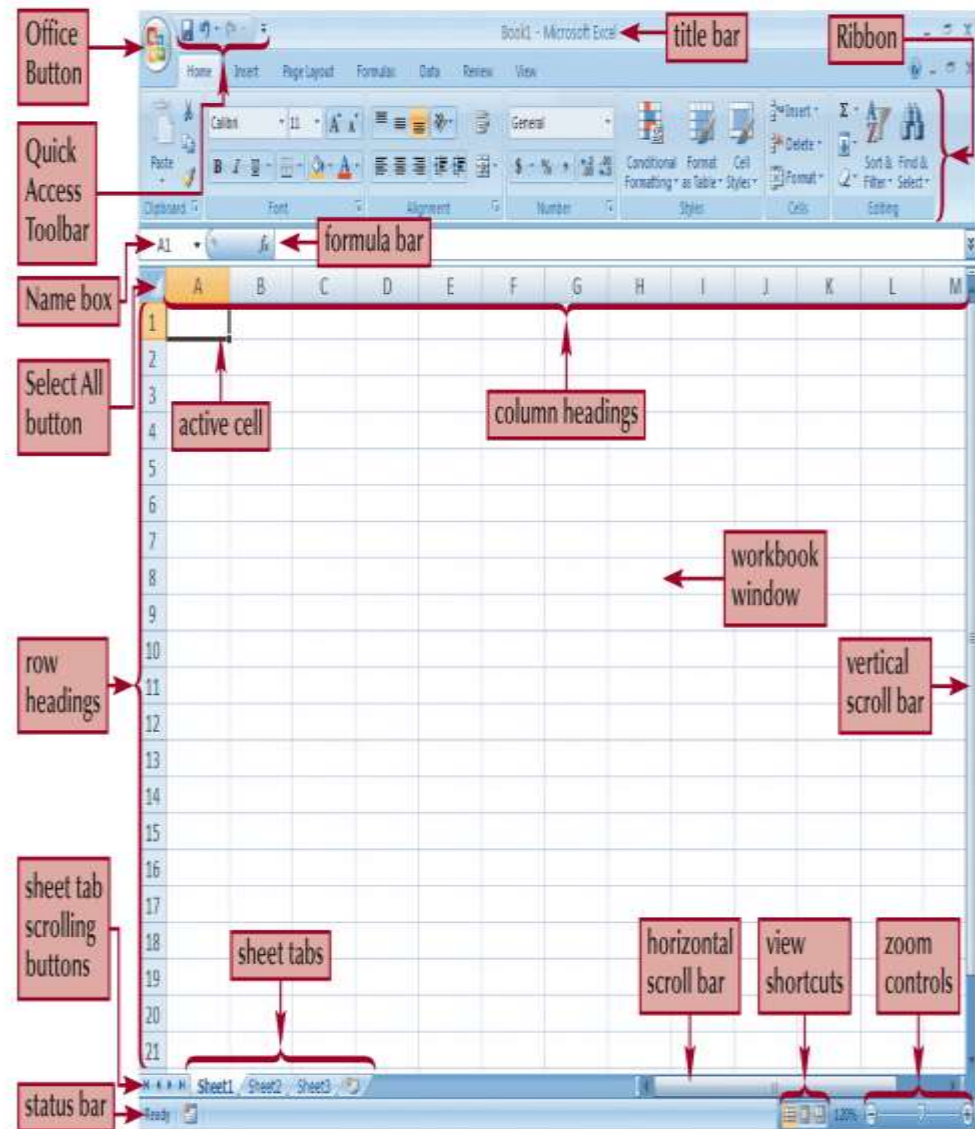 Office
Button
Book1 - Microsoft Excel
title bar
Ribbon
Home Insert Page Layout Formulas Data Review View
Quick
Access
Toolbar
Paste
Calibri 11
B I U
General
$ % ,
Conditional
Formatting
Format
as Table
Cell
Styles
Insert
Delete
Format
Σ
Sort &
Filter
Find &
Select
Clipboard Font Alignment Number Styles Cells Editing
Name box
A1 fx
formula bar
A B C D E F G H I J K L M
Select All
button
active cell
column headings
1
2
3
4
5
6
7
8
9
10
11
12
13
14
15
16
17
18
19
20
21
workbook
window
row
headings
vertical
scroll bar
sheet tab
scrolling
buttons
sheet tabs
horizontal
scroll bar
view
shortcuts
zoom
controls
Sheet1 Sheet2 Sheet3
status bar
Ready 120%